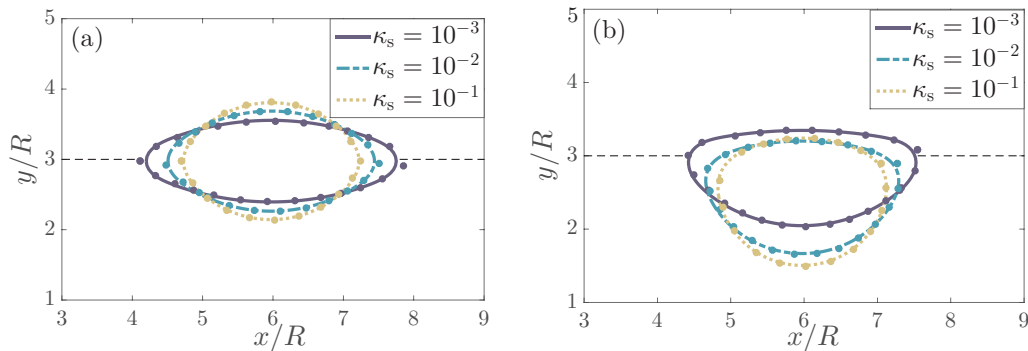 (a)
κs = 10⁻³
κs = 10⁻²
κs = 10⁻¹
5
4
3
2
1
y/R
3 4 5 6 7 8 9
x/R
(b)
κs = 10⁻³
κs = 10⁻²
κs = 10⁻¹
5
4
3
2
1
y/R
3 4 5 6 7 8 9
x/R